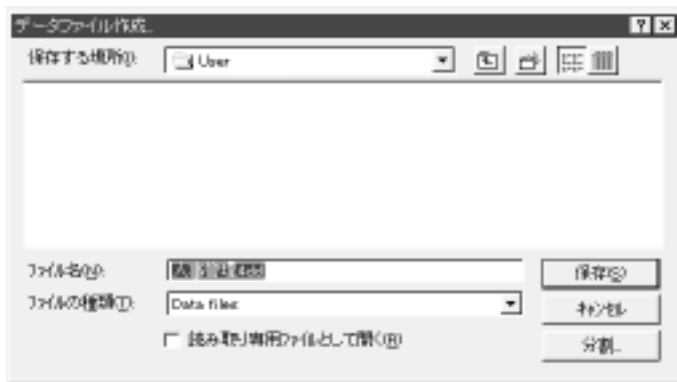 データファイル作成
保存する場所(I):
User
ファイル名(N):
保存(S)
ファイルの種類(T):
Data files
キャンセル
読み取り専用ファイルとして開く(R)
分割...